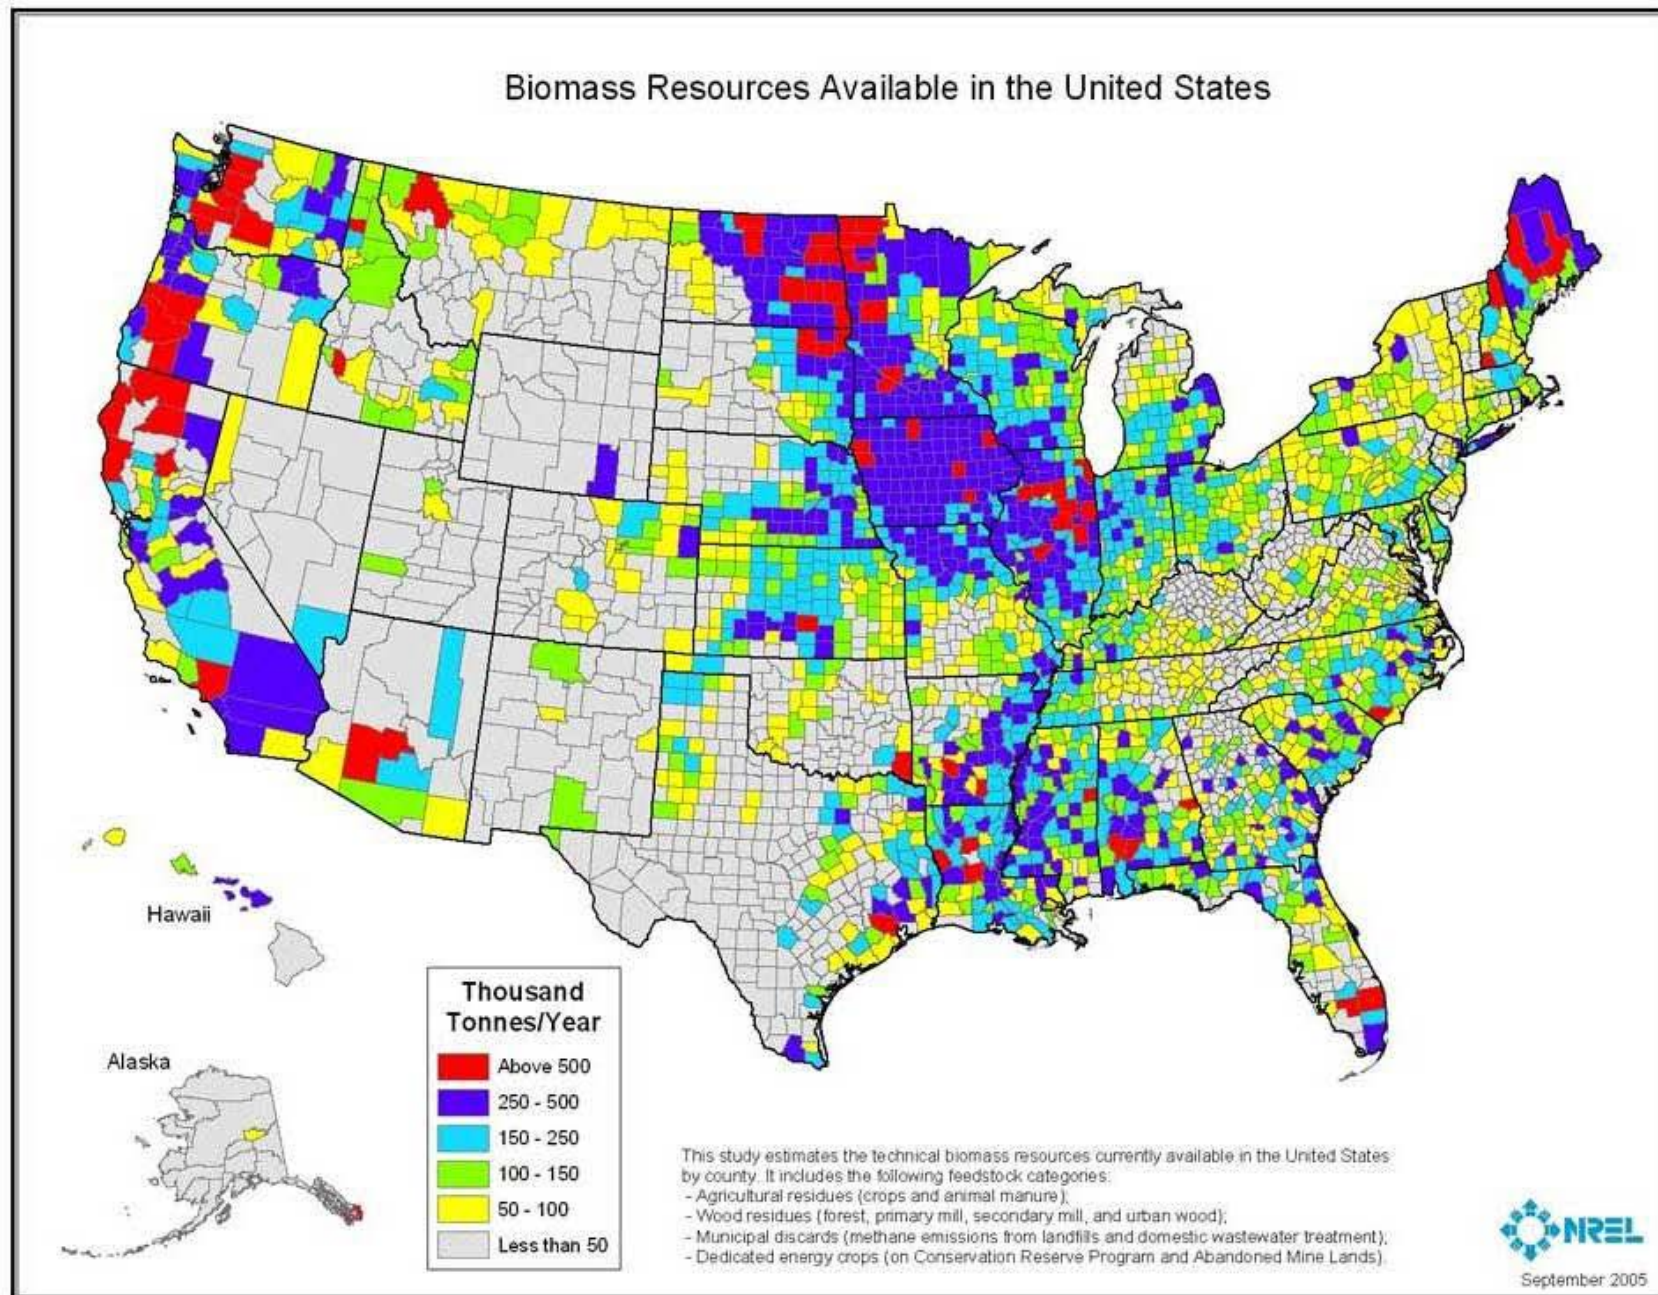 Biomass Resources Available in the United States
Hawaii
Alaska
Thousand
Tonnes/Year
Above 500
250 - 500
150 - 250
100 - 150
50 - 100
Less than 50
This study estimates the technical biomass resources currently available in the United States
by county. It includes the following feedstock categories:
- Agricultural residues (crops and animal manure);
- Wood residues (forest, primary mill, secondary mill, and urban wood);
- Municipal discards (methane emissions from landfills and domestic wastewater treatment);
- Dedicated energy crops (on Conservation Reserve Program and Abandoned Mine Lands).
NREL
September 2005